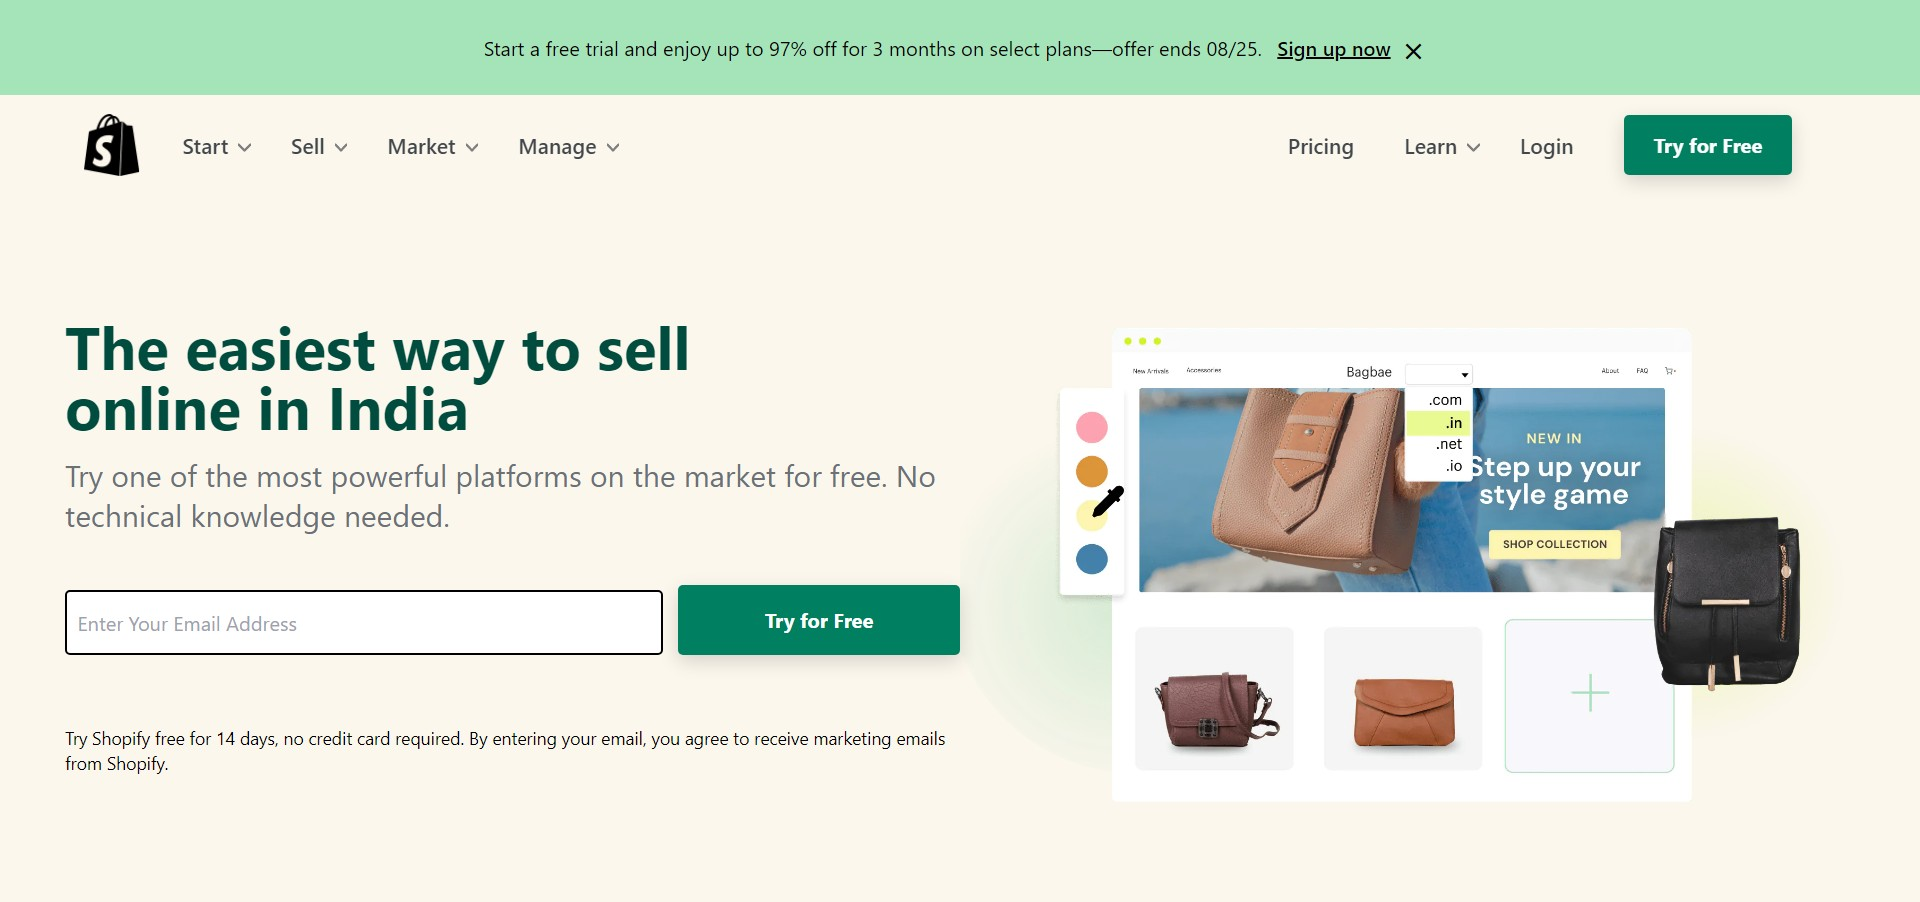 Start a free trial and enjoy up to 97% off for 3 months on select plans—offer ends 08/25. Sign up now
S
Start Sell Market Manage Pricing Learn Login Try for Free
The easiest way to sell
online in India
Try one of the most powerful platforms on the market for free. No
technical knowledge needed.
Enter Your Email Address
Try for Free
Try Shopify free for 14 days, no credit card required. By entering your email, you agree to receive marketing emails
from Shopify.
New Arrivals Accessories Bagbae About FAQ
.com
.in
.net
.io
NEW IN
Step up your
style game
SHOP COLLECTION